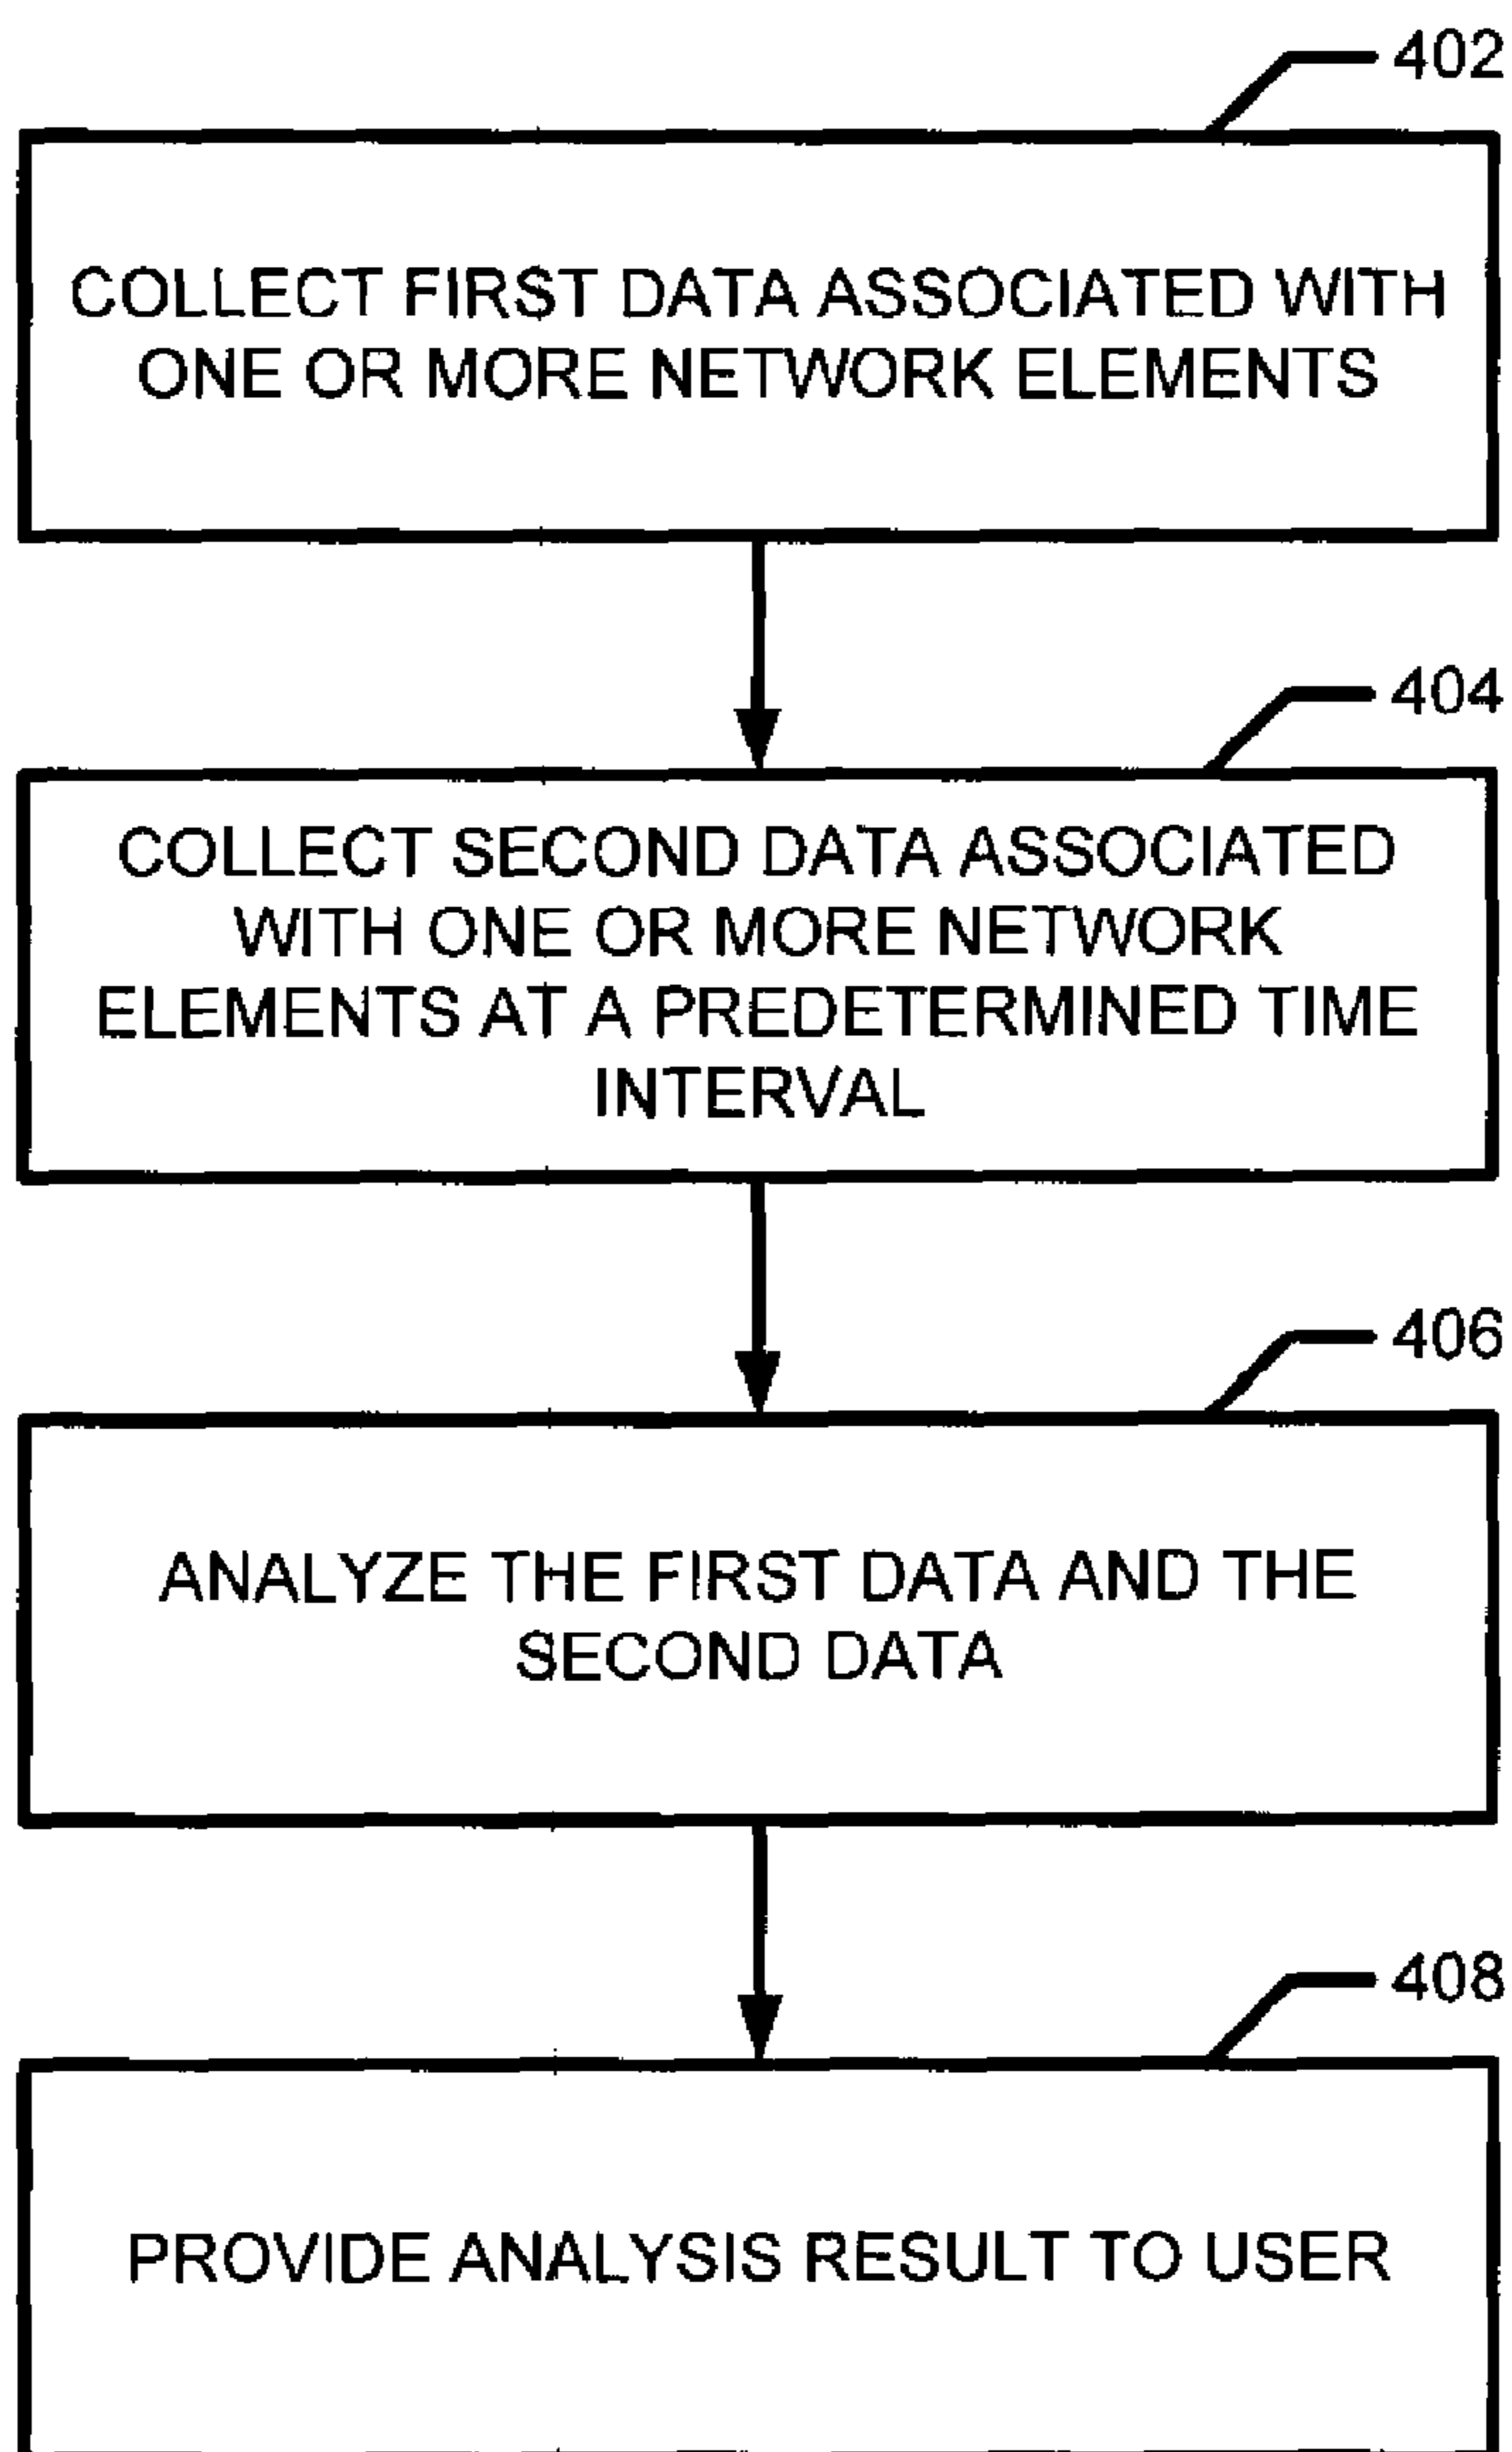 402
COLLECT FIRST DATA ASSOCIATED WITH
ONE OR MORE NETWORK ELEMENTS
404
COLLECT SECOND DATA ASSOCIATED
WITH ONE OR MORE NETWORK
ELEMENTS AT A PREDETERMINED TIME
INTERVAL
406
ANALYZE THE FIRST DATA AND THE
SECOND DATA
408
PROVIDE ANALYSIS RESULT TO USER